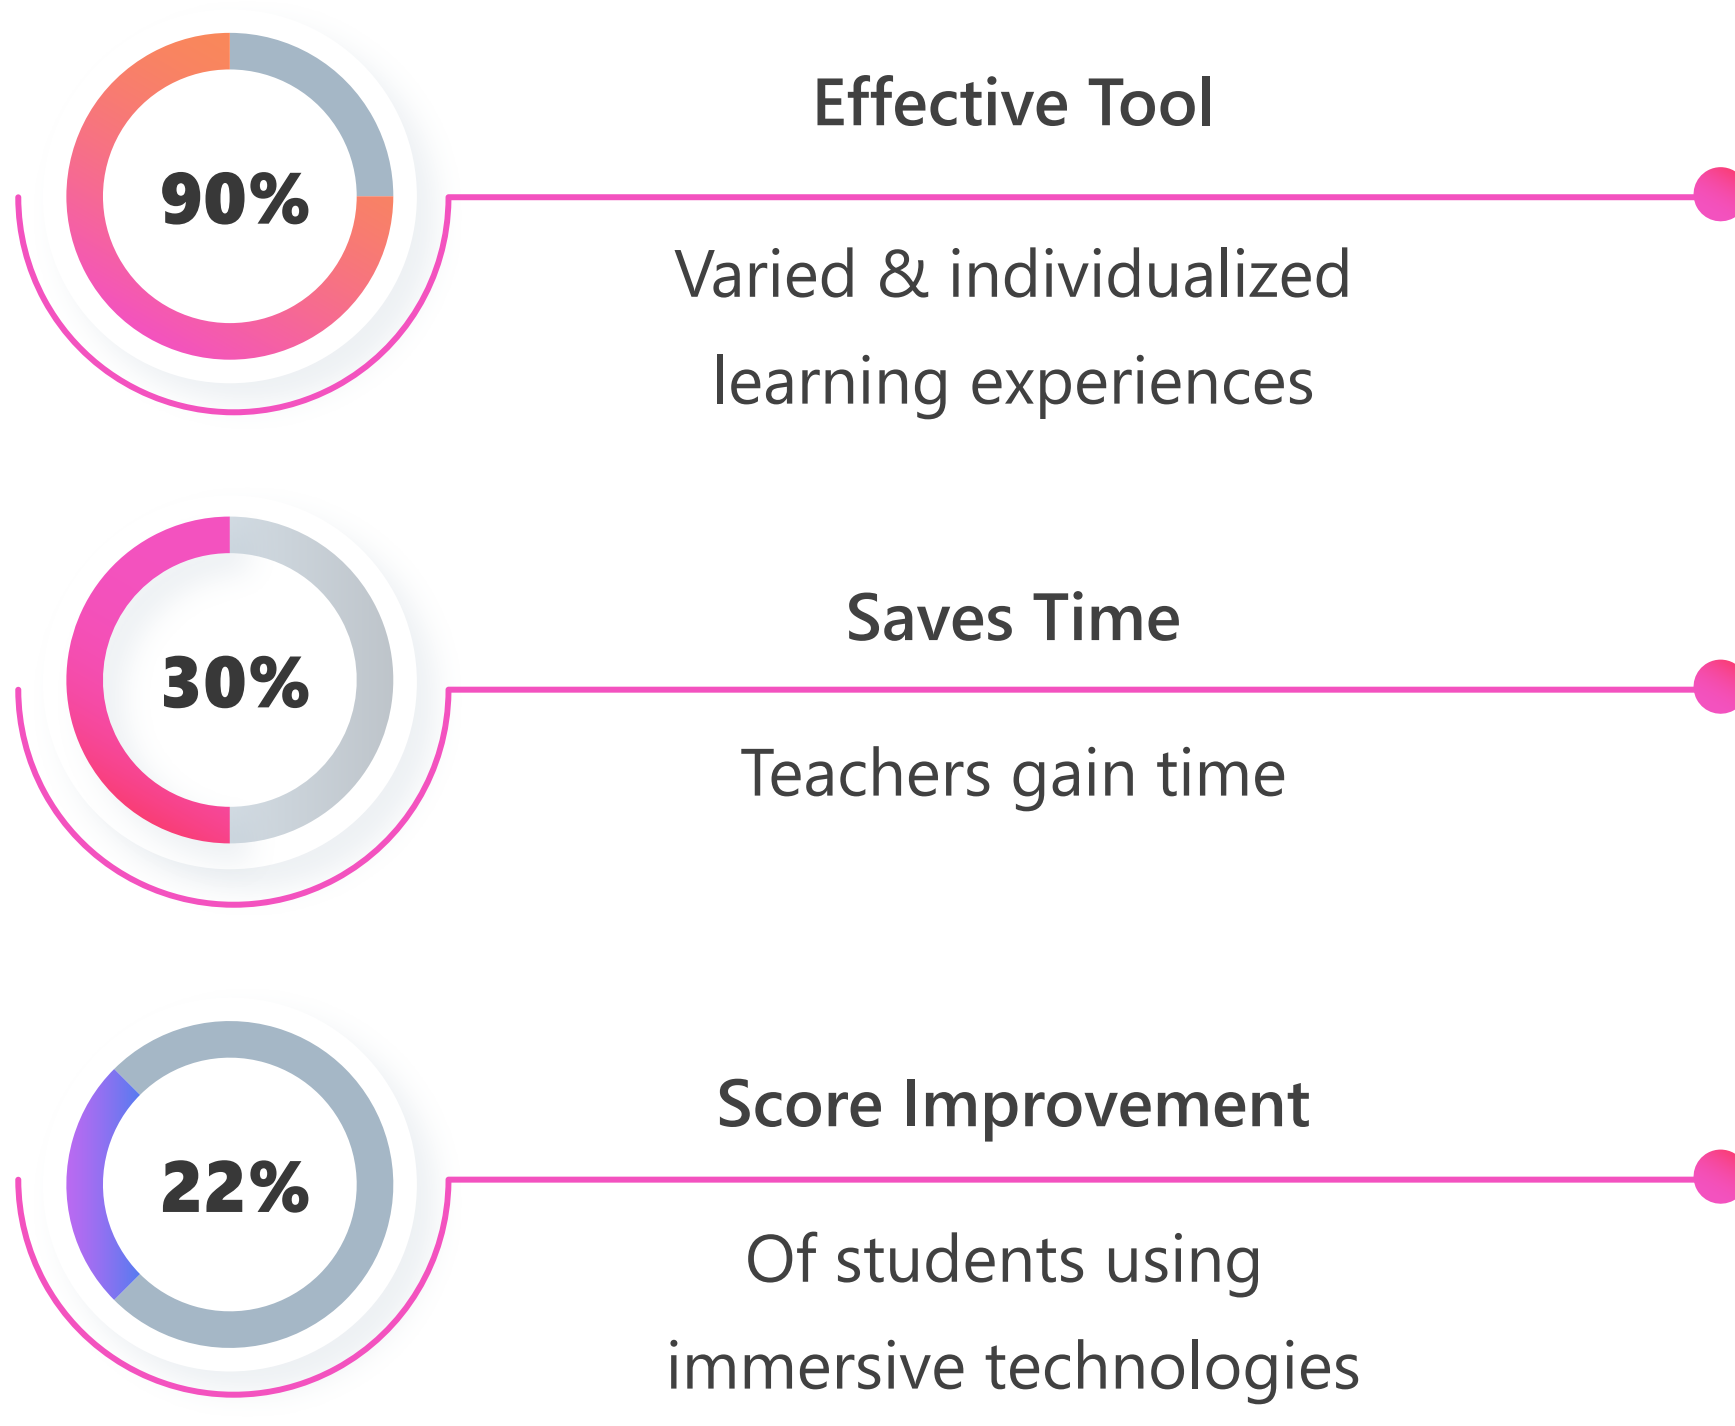 90%
Effective Tool
Varied & individualized
learning experiences
30%
Saves Time
Teachers gain time
22%
Score Improvement
Of students using
immersive technologies